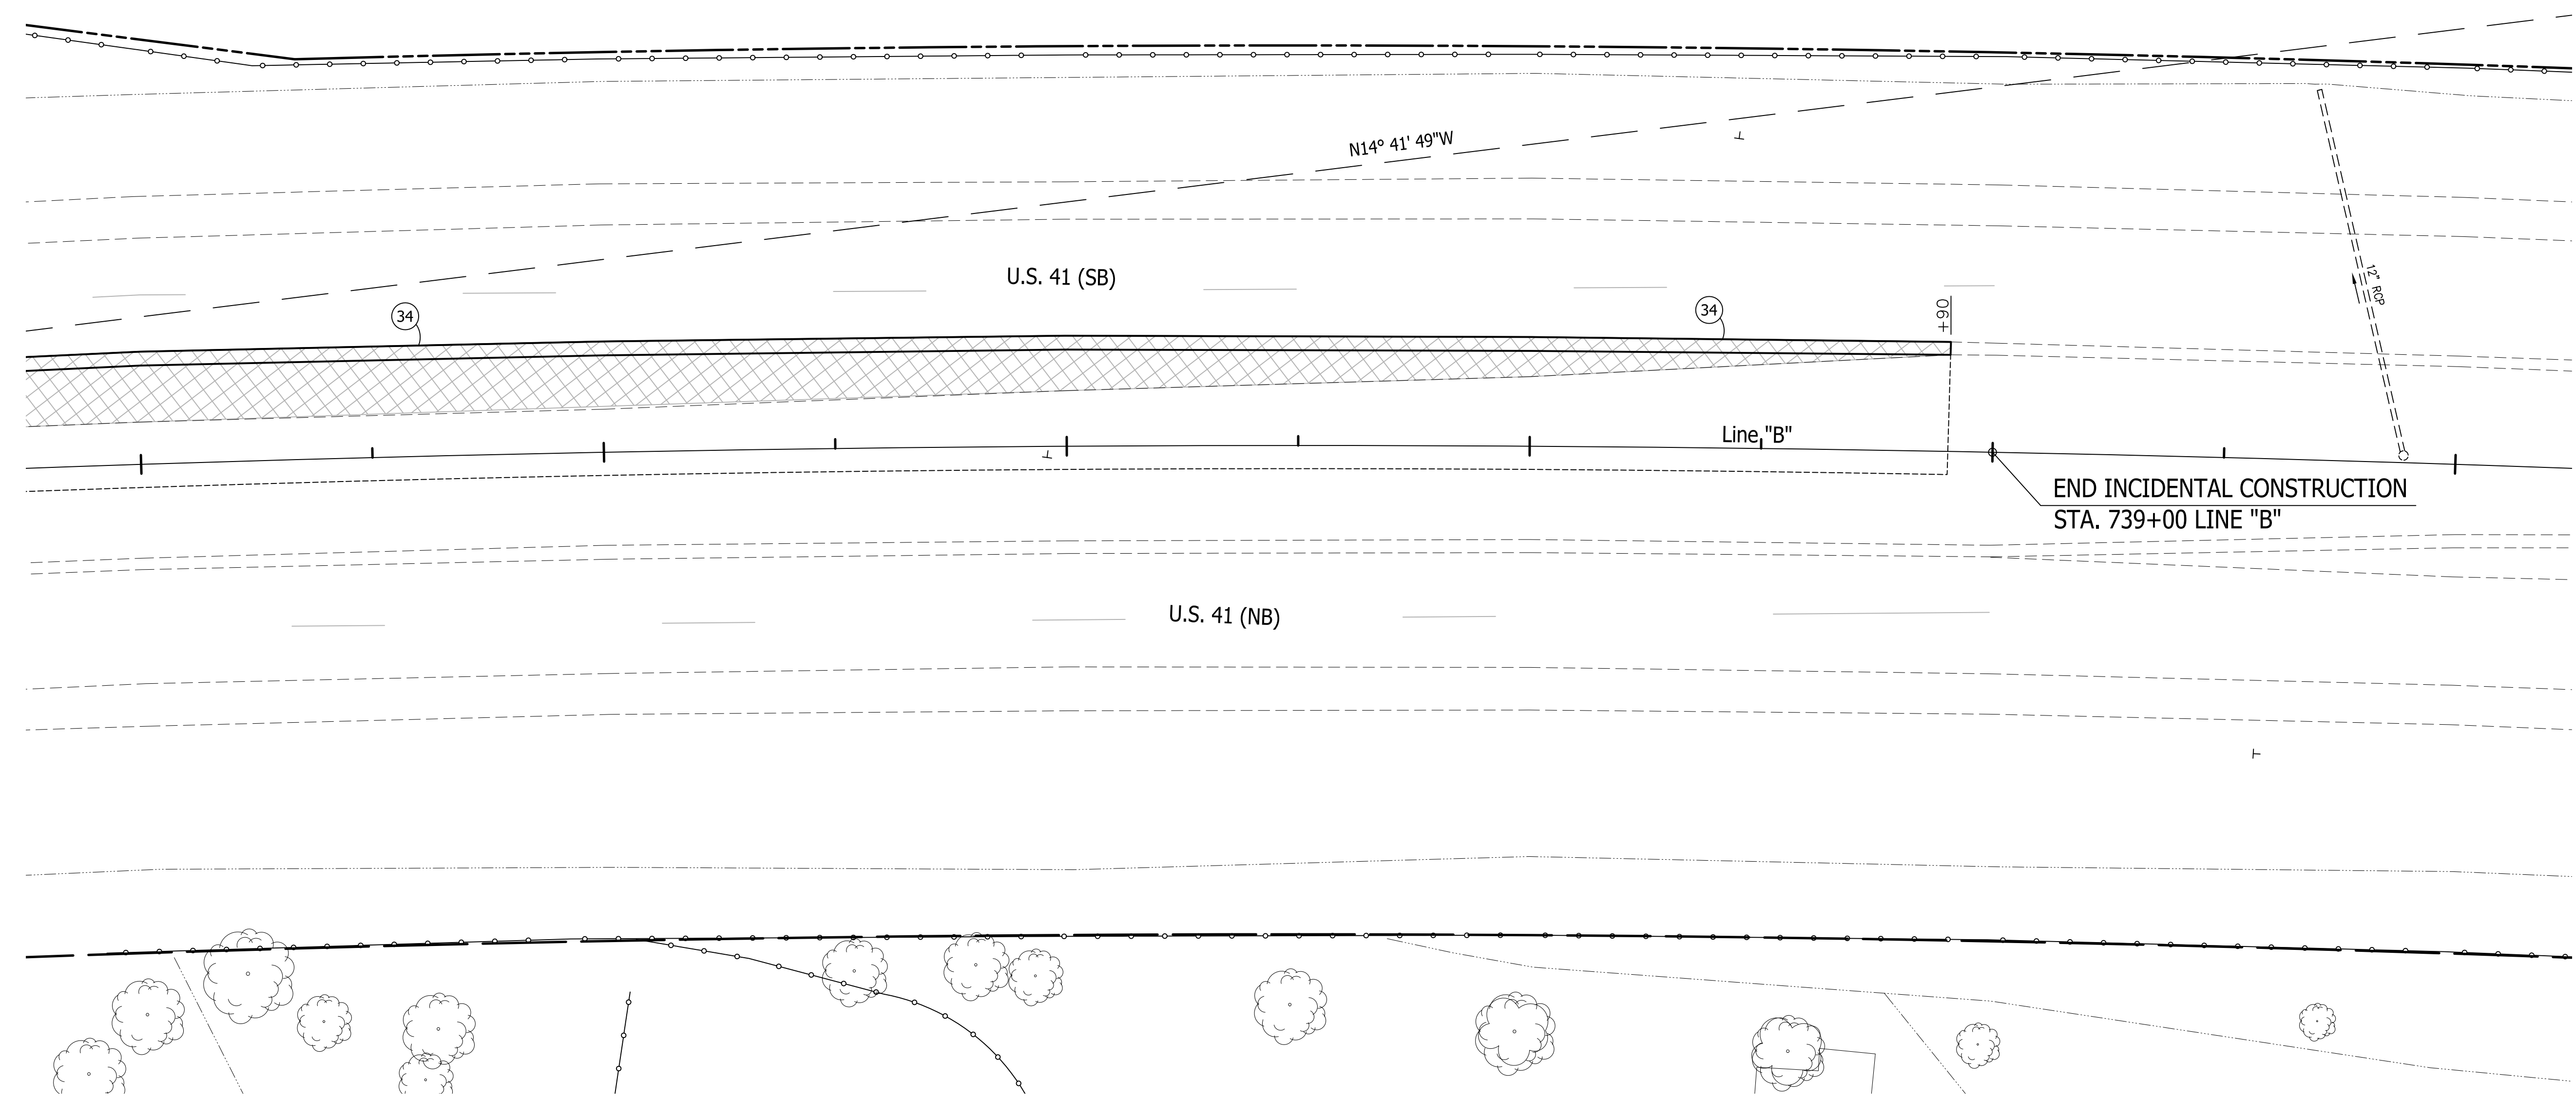 N14° 41' 49"W
U.S. 41 (SB)
12" RCP
34
34
+90
Line "B"
END INCIDENTAL CONSTRUCTION
STA. 739+00 LINE "B"
U.S. 41 (NB)